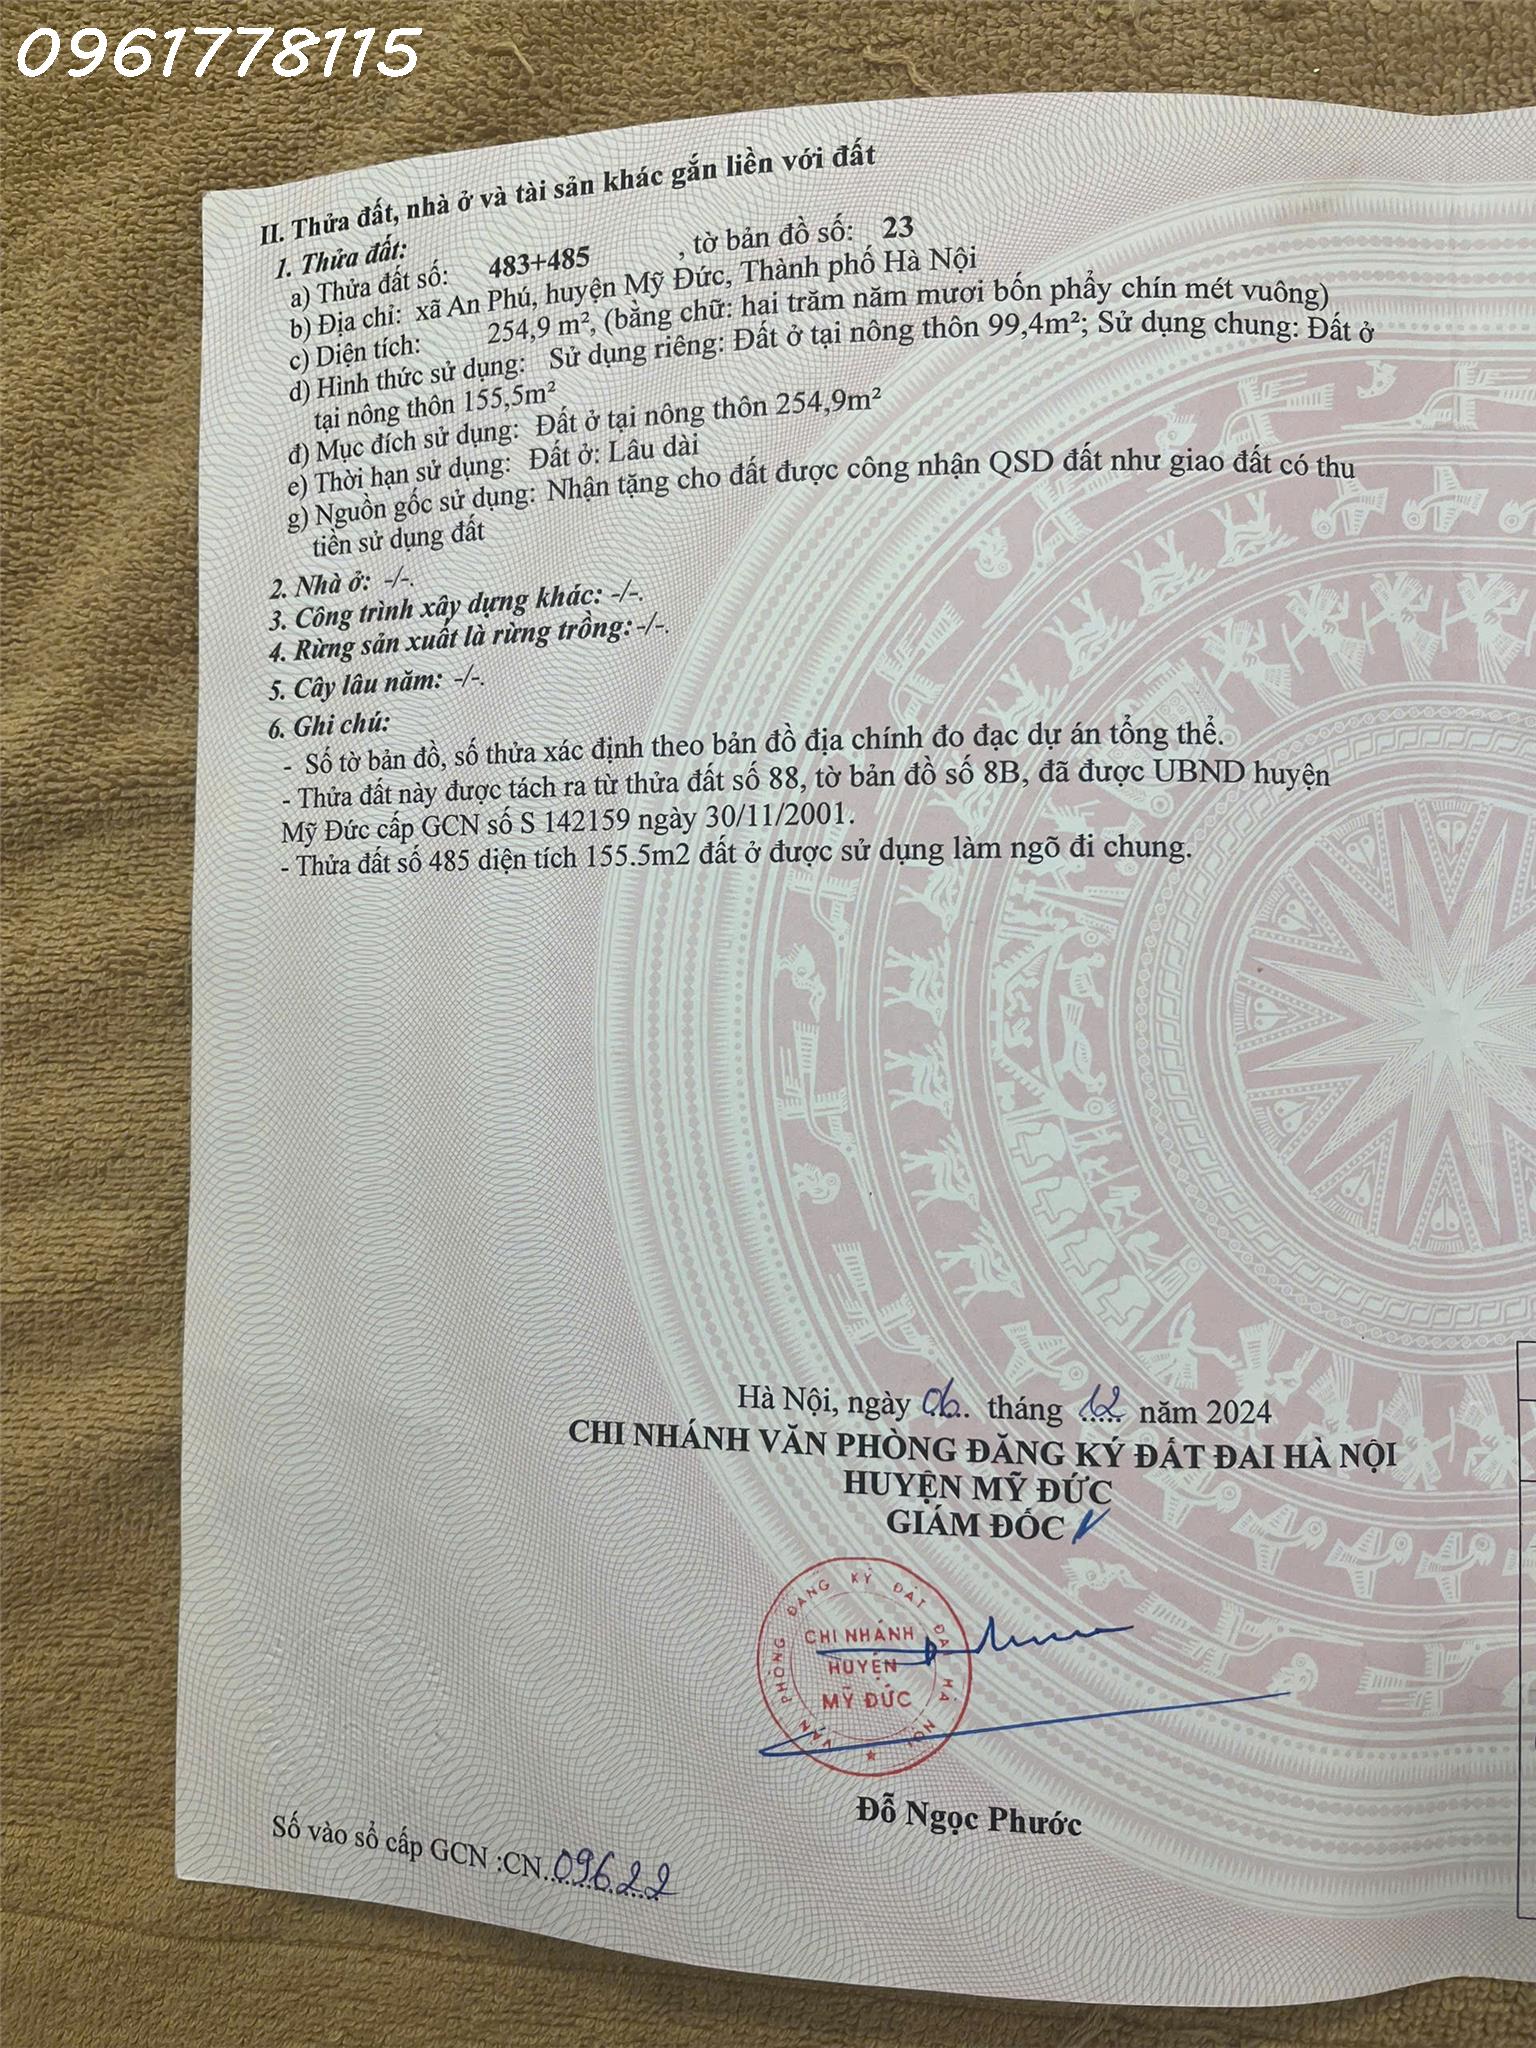 0961778115
II. Thửa đất, nhà ở và tài sản khác gắn liền với đất
1. Thửa đất:
a) Thửa đất số: 483+485 , tờ bản đồ số: 23
b) Địa chỉ: xã An Phú, huyện Mỹ Đức, Thành phố Hà Nội
c) Diện tích: 254,9 m², (bằng chữ: hai trăm năm mươi bốn phẩy chín mét vuông)
d) Hình thức sử dụng: Sử dụng riêng: Đất ở tại nông thôn 99,4m²; Sử dụng chung: Đất ở
tại nông thôn 155,5m²
đ) Mục đích sử dụng: Đất ở tại nông thôn 254,9m²
e) Thời hạn sử dụng: Đất ở: Lâu dài
g) Nguồn gốc sử dụng: Nhận tặng cho đất được công nhận QSD đất như giao đất có thu
tiền sử dụng đất
2. Nhà ở: -/-.
3. Công trình xây dựng khác: -/-.
4. Rừng sản xuất là rừng trồng: -/-.
5. Cây lâu năm: -/-.
6. Ghi chú:
- Số tờ bản đồ, số thửa xác định theo bản đồ địa chính đo đạc dự án tổng thể.
- Thửa đất này được tách ra từ thửa đất số 88, tờ bản đồ số 8B, đã được UBND huyện
Mỹ Đức cấp GCN số S 142159 ngày 30/11/2001.
- Thửa đất số 485 diện tích 155.5m2 đất ở được sử dụng làm ngõ đi chung.
Hà Nội, ngày 06 tháng 12 năm 2024
CHI NHÁNH VĂN PHÒNG ĐĂNG KÝ ĐẤT ĐAI HÀ NỘI
HUYỆN MỸ ĐỨC
GIÁM ĐỐC
VĂN PHÒNG ĐĂNG KÝ ĐẤT ĐAI HÀ NỘI
CHI NHÁNH
HUYỆN
MỸ ĐỨC
Đỗ Ngọc Phước
Số vào sổ cấp GCN :CN 09622